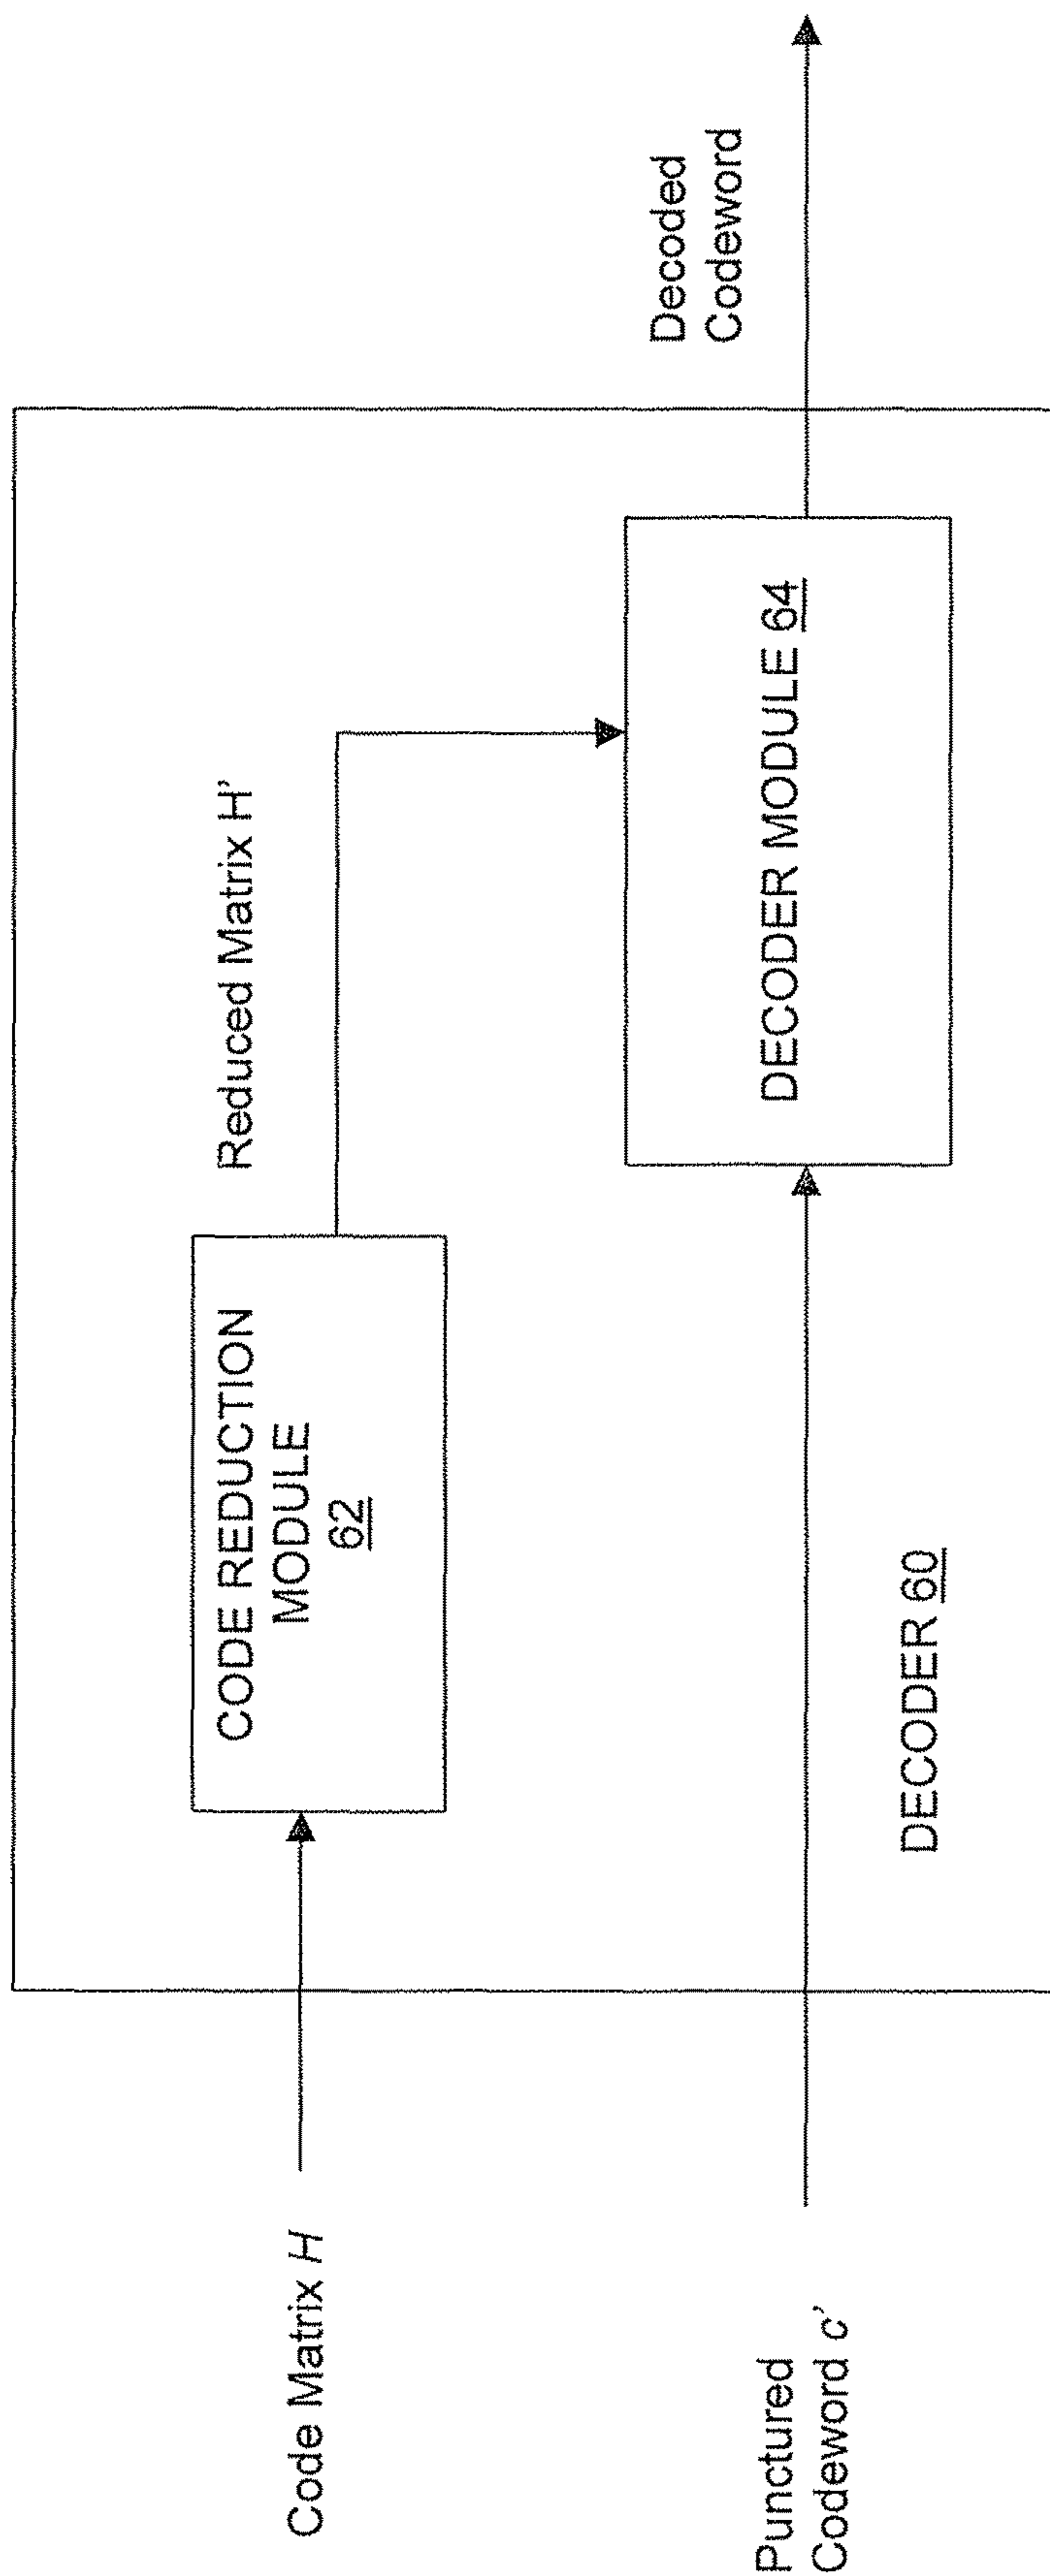 Code Matrix H
CODE REDUCTION
MODULE
62
Reduced Matrix H'
Punctured
Codeword c'
DECODER MODULE 64
Decoded
Codeword
DECODER 60